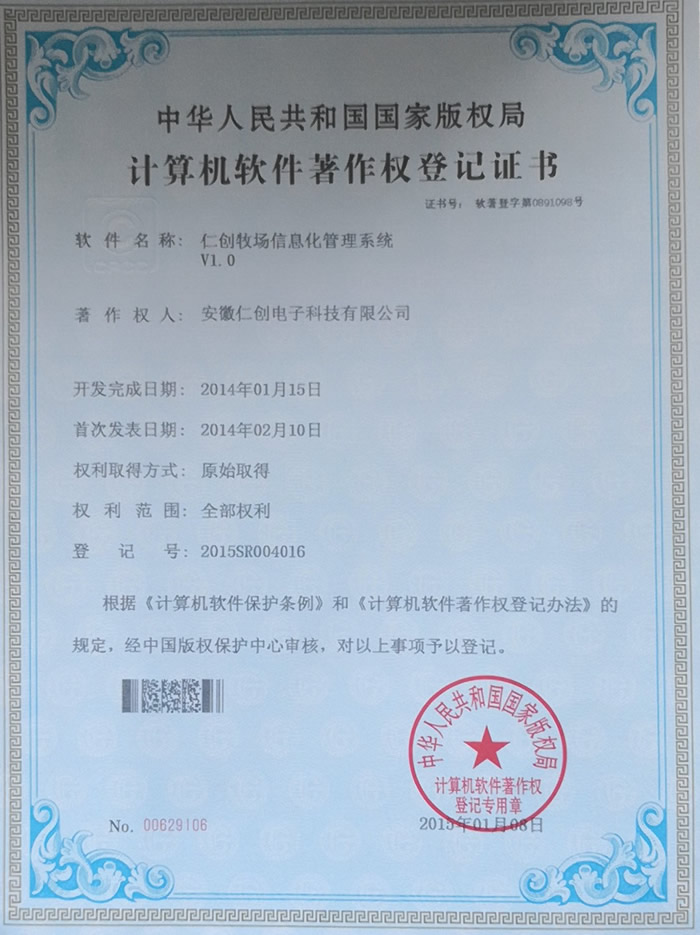 中华人民共和国国家版权局
计算机软件著作权登记证书
证书号： 软著登字第0891098号
软件名称： 仁创牧场信息化管理系统
V1.0
著作权人： 安徽仁创电子科技有限公司
开发完成日期： 2014年01月15日
首次发表日期： 2014年02月10日
权利取得方式： 原始取得
权利范围： 全部权利
登记号： 2015SR004016
根据《计算机软件保护条例》和《计算机软件著作权登记办法》的
规定，经中国版权保护中心审核，对以上事项予以登记。
中华人民共和国国家版权局
计算机软件著作权
登记专用章
No. 00629106
2015年01月08日